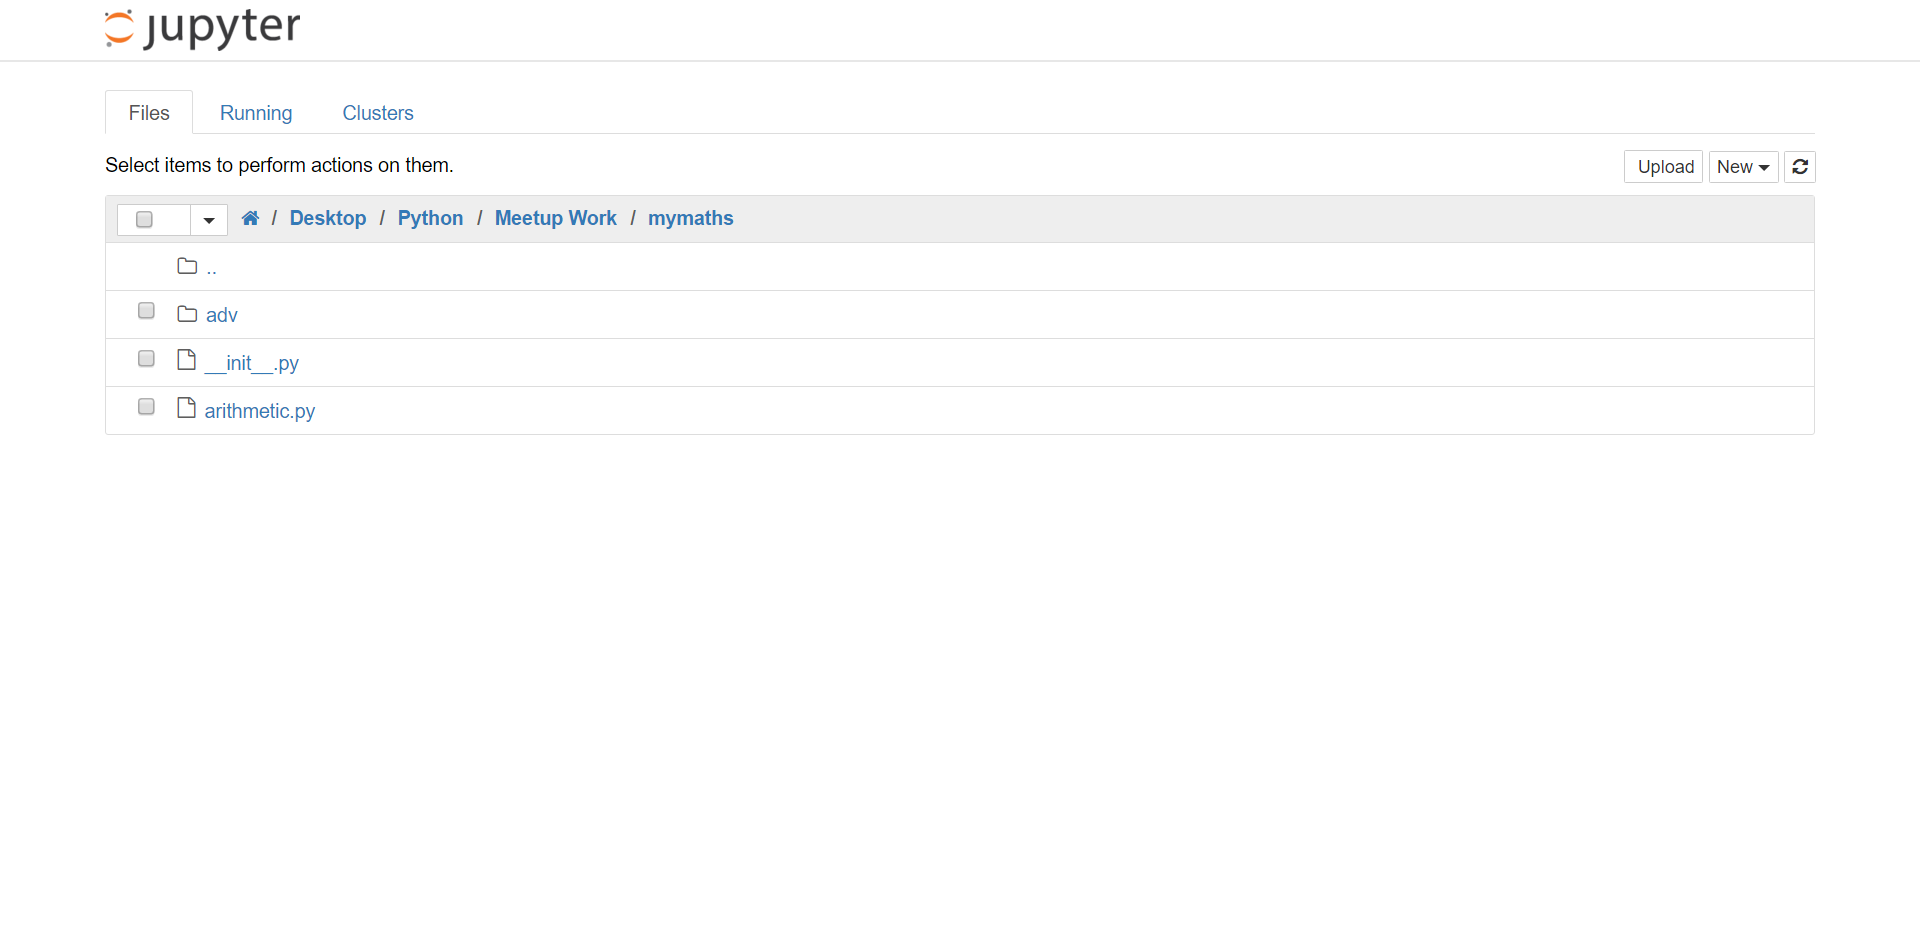 jupyter
Files Running Clusters
Select items to perform actions on them.
Upload New
/ Desktop / Python / Meetup Work / mymaths
..
adv
__init__.py
arithmetic.py